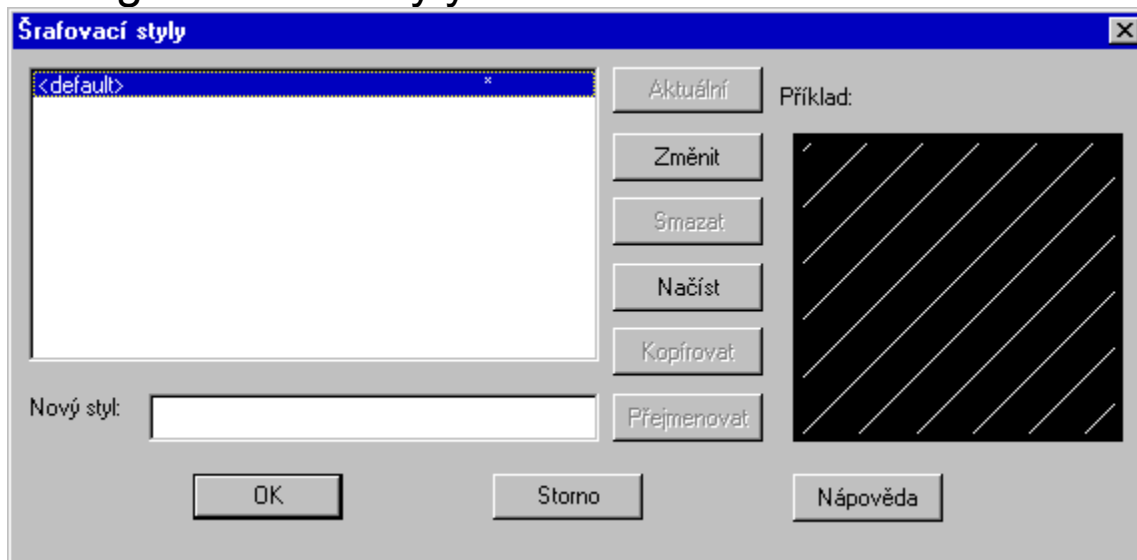 Šrafovací styly
<default> *
Aktuální
Příklad:
Změnit
Smazat
Načíst
Kopírovat
Nový styl:
Přejmenovat
OK
Storno
Nápověda